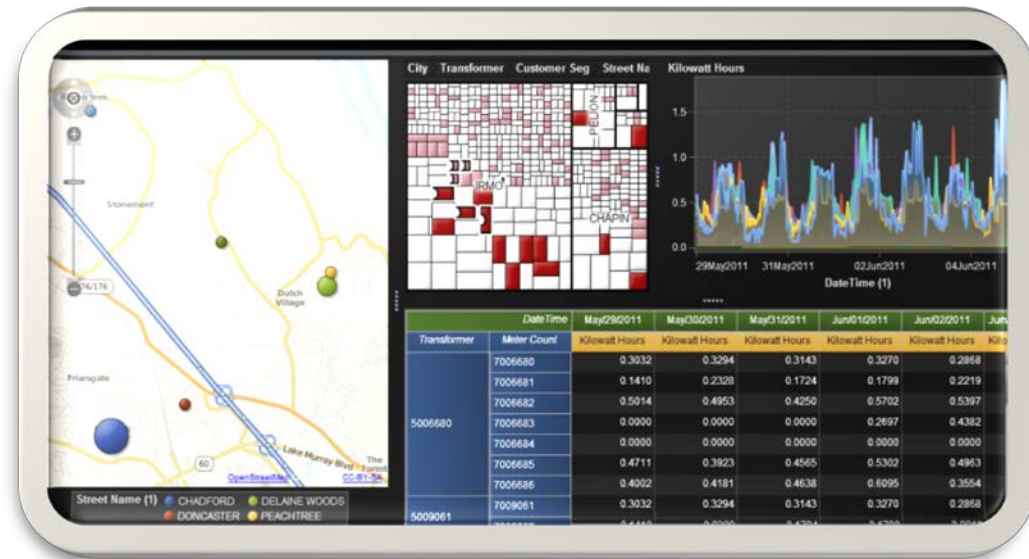 Stonemont
76/176
Dutch
Village
Friarsgate
Lake Murray Blvd
60
The
OpenStreetMap
CC-BY-SA
Street Name (1) CHADFORD DELAINE WOODS
DONCASTER PEACHTREE
City Transformer Customer Seg Street Na
PELION
IRMO
CHAPIN
Kilowatt Hours
1.5
1.0
0.5
0.0
29May2011 31May2011 02Jun2011 04Jun2011
DateTime (1)
DateTime May/29/2011 May/30/2011 May/31/2011 Jun/01/2011 Jun/02/2011
Transformer Meter Count Kilowatt Hours Kilowatt Hours Kilowatt Hours Kilowatt Hours Kilowatt Hours Kilo
5006680
7006680 0.3032 0.3294 0.3143 0.3270 0.2868
7006681 0.1410 0.2328 0.1724 0.1799 0.2219
7006682 0.5014 0.4953 0.4250 0.5702 0.5397
7006683 0.0000 0.0000 0.0000 0.2697 0.4382
7006684 0.0000 0.0000 0.0000 0.0000 0.0000
7006685 0.4711 0.3923 0.4565 0.5302 0.4963
7006686 0.4002 0.4181 0.4638 0.6095 0.3554
5009061
7009061 0.3032 0.3294 0.3143 0.3270 0.2868